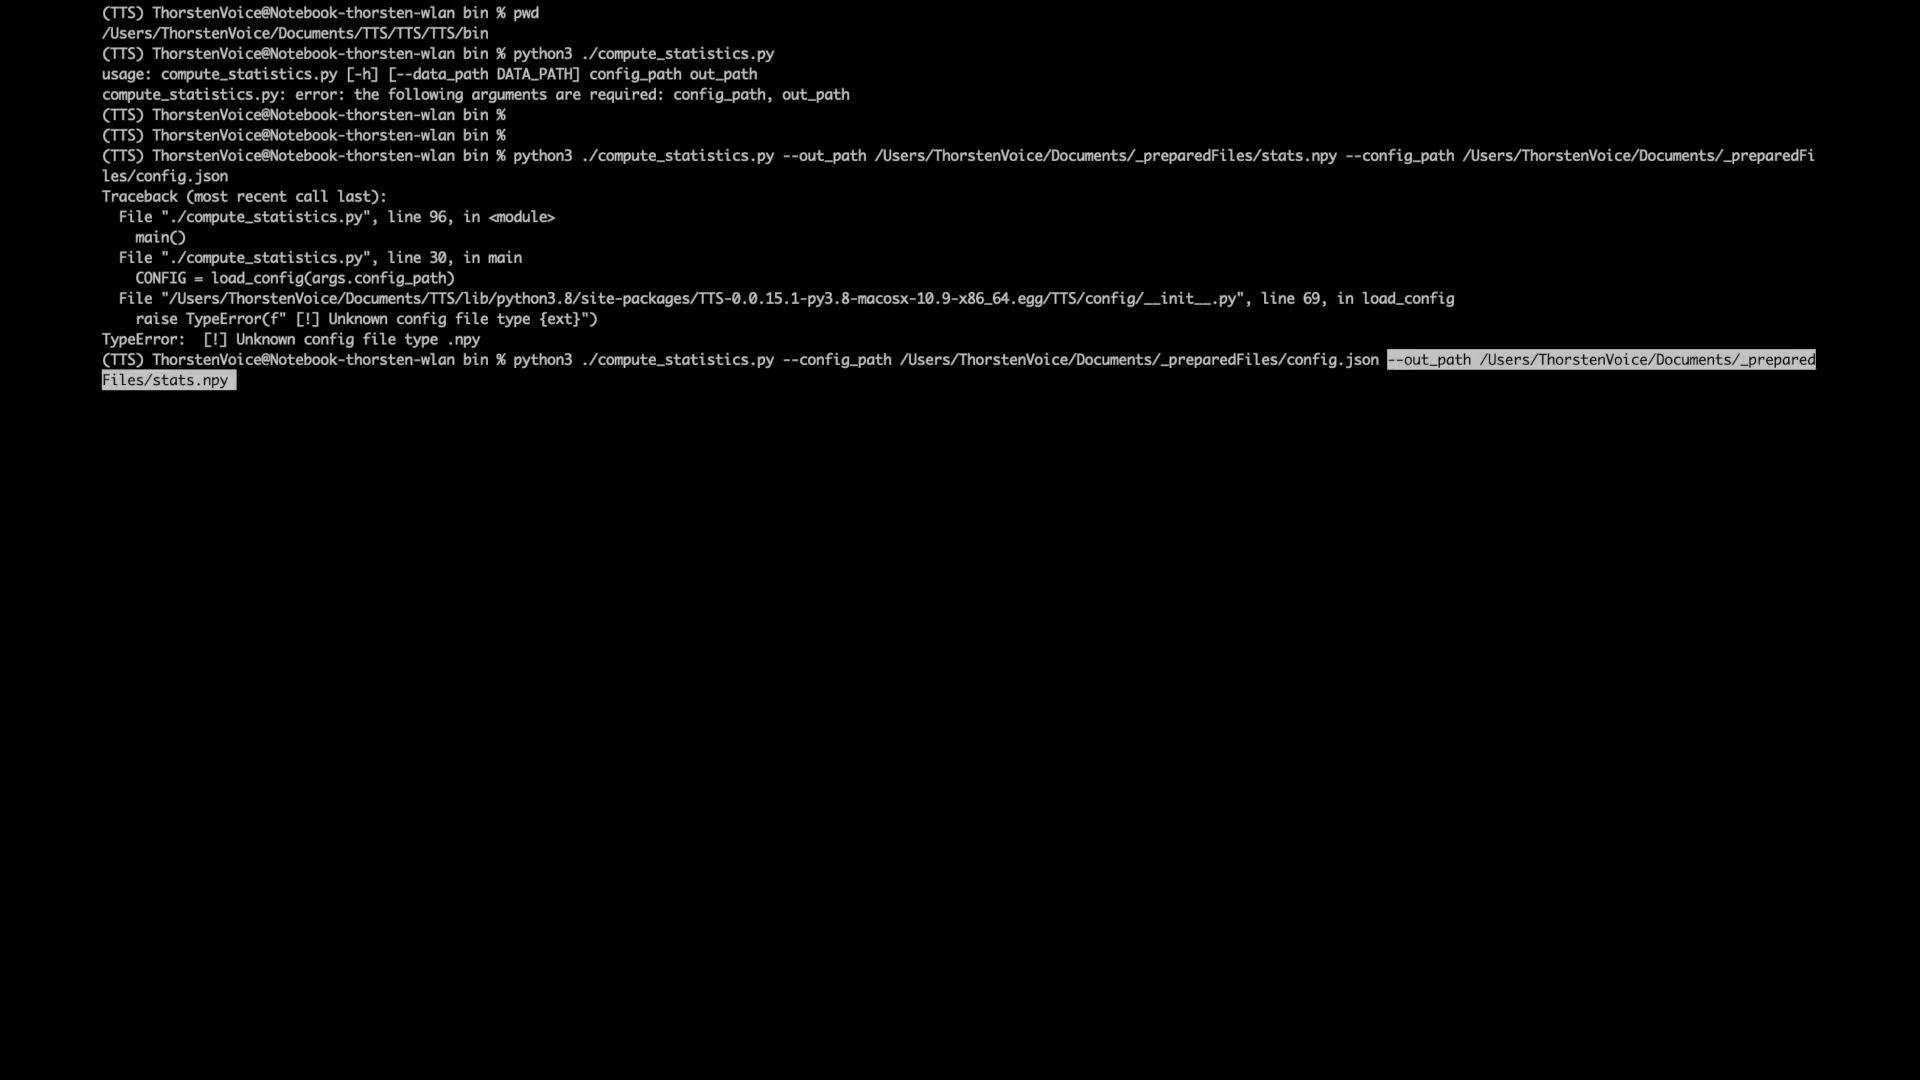 (TTS) ThorstenVoice@Notebook-thorsten-wlan bin % pwd
/Users/ThorstenVoice/Documents/TTS/TTS/TTS/bin
(TTS) ThorstenVoice@Notebook-thorsten-wlan bin % python3 ./compute_statistics.py
usage: compute_statistics.py [-h] [--data_path DATA_PATH] config_path out_path
compute_statistics.py: error: the following arguments are required: config_path, out_path
(TTS) ThorstenVoice@Notebook-thorsten-wlan bin %
(TTS) ThorstenVoice@Notebook-thorsten-wlan bin %
(TTS) ThorstenVoice@Notebook-thorsten-wlan bin % python3 ./compute_statistics.py --out_path /Users/ThorstenVoice/Documents/_preparedFiles/stats.npy --config_path /Users/ThorstenVoice/Documents/_preparedFi
les/config.json
Traceback (most recent call last):
  File "./compute_statistics.py", line 96, in <module>
    main()
  File "./compute_statistics.py", line 30, in main
    CONFIG = load_config(args.config_path)
  File "/Users/ThorstenVoice/Documents/TTS/lib/python3.8/site-packages/TTS-0.0.15.1-py3.8-macosx-10.9-x86_64.egg/TTS/config/__init__.py", line 69, in load_config
    raise TypeError(f" [!] Unknown config file type {ext}")
TypeError:  [!] Unknown config file type .npy
(TTS) ThorstenVoice@Notebook-thorsten-wlan bin % python3 ./compute_statistics.py --config_path /Users/ThorstenVoice/Documents/_preparedFiles/config.json --out_path /Users/ThorstenVoice/Documents/_prepared
Files/stats.npy